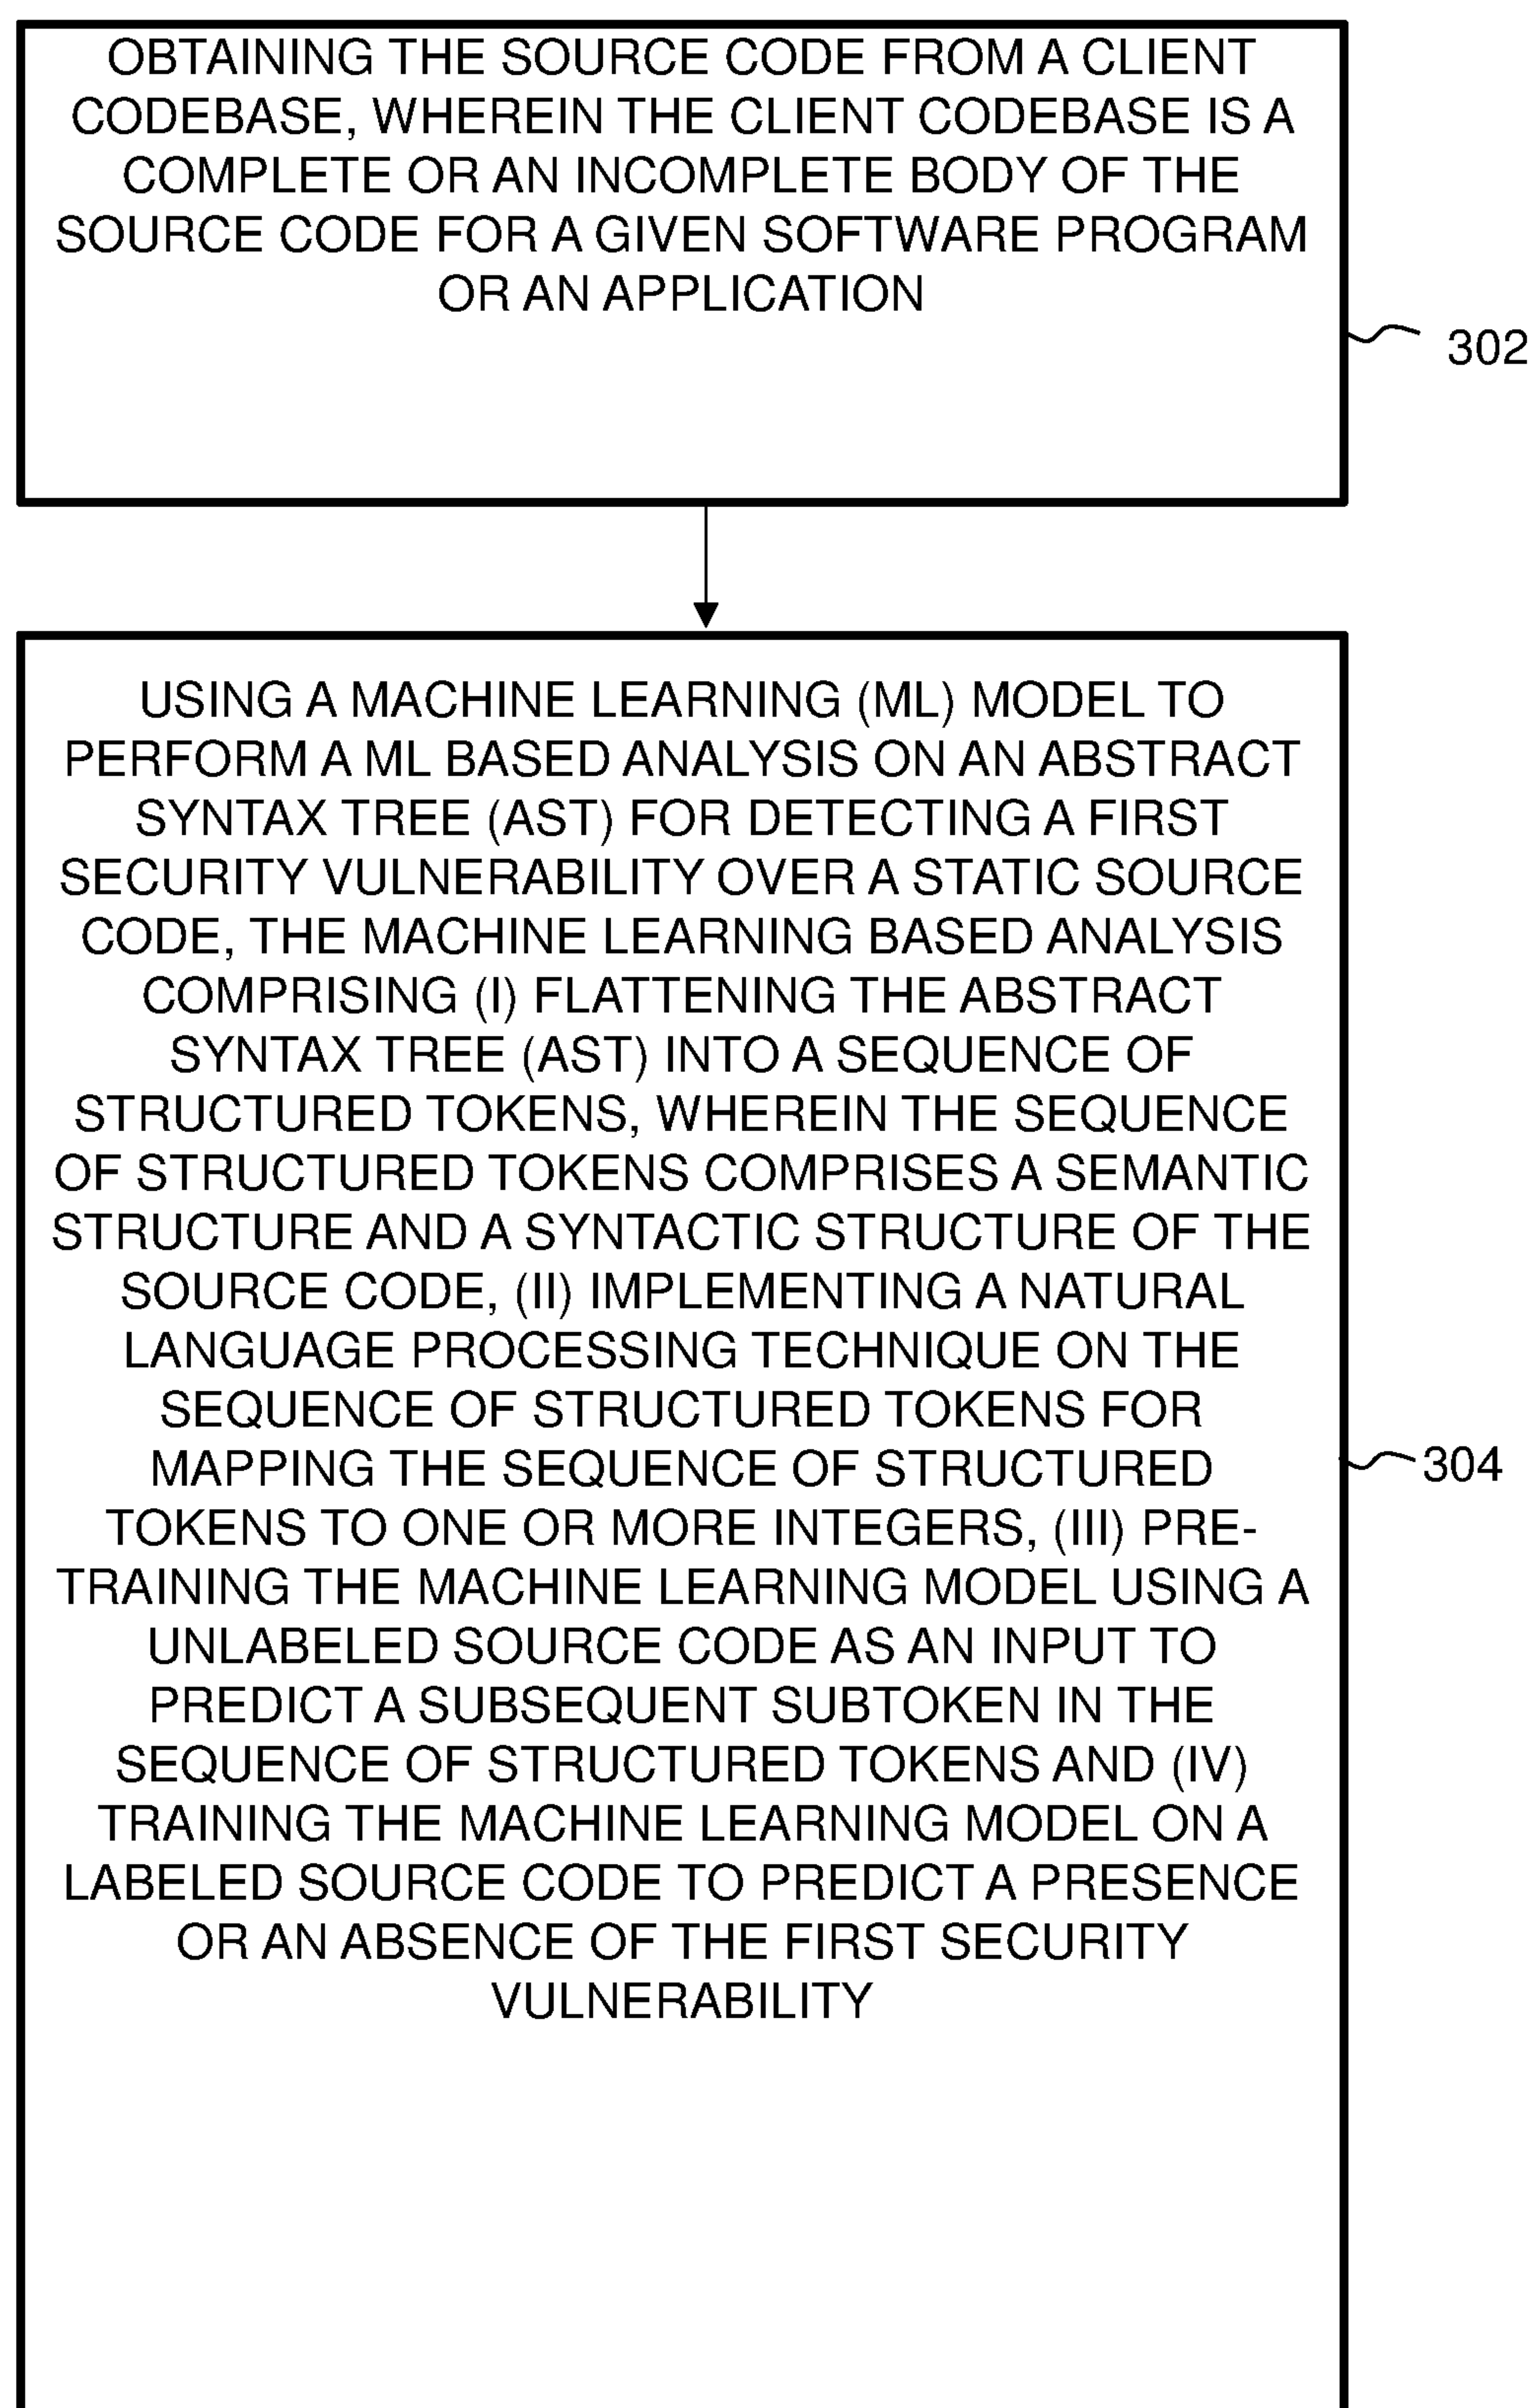 OBTAINING THE SOURCE CODE FROM A CLIENT
CODEBASE, WHEREIN THE CLIENT CODEBASE IS A
COMPLETE OR AN INCOMPLETE BODY OF THE
SOURCE CODE FOR A GIVEN SOFTWARE PROGRAM
OR AN APPLICATION
302
USING A MACHINE LEARNING (ML) MODEL TO
PERFORM A ML BASED ANALYSIS ON AN ABSTRACT
SYNTAX TREE (AST) FOR DETECTING A FIRST
SECURITY VULNERABILITY OVER A STATIC SOURCE
CODE, THE MACHINE LEARNING BASED ANALYSIS
COMPRISING (I) FLATTENING THE ABSTRACT
SYNTAX TREE (AST) INTO A SEQUENCE OF
STRUCTURED TOKENS, WHEREIN THE SEQUENCE
OF STRUCTURED TOKENS COMPRISES A SEMANTIC
STRUCTURE AND A SYNTACTIC STRUCTURE OF THE
SOURCE CODE, (II) IMPLEMENTING A NATURAL
LANGUAGE PROCESSING TECHNIQUE ON THE
SEQUENCE OF STRUCTURED TOKENS FOR
MAPPING THE SEQUENCE OF STRUCTURED
TOKENS TO ONE OR MORE INTEGERS, (III) PRE-
TRAINING THE MACHINE LEARNING MODEL USING A
UNLABELED SOURCE CODE AS AN INPUT TO
PREDICT A SUBSEQUENT SUBTOKEN IN THE
SEQUENCE OF STRUCTURED TOKENS AND (IV)
TRAINING THE MACHINE LEARNING MODEL ON A
LABELED SOURCE CODE TO PREDICT A PRESENCE
OR AN ABSENCE OF THE FIRST SECURITY
VULNERABILITY
304